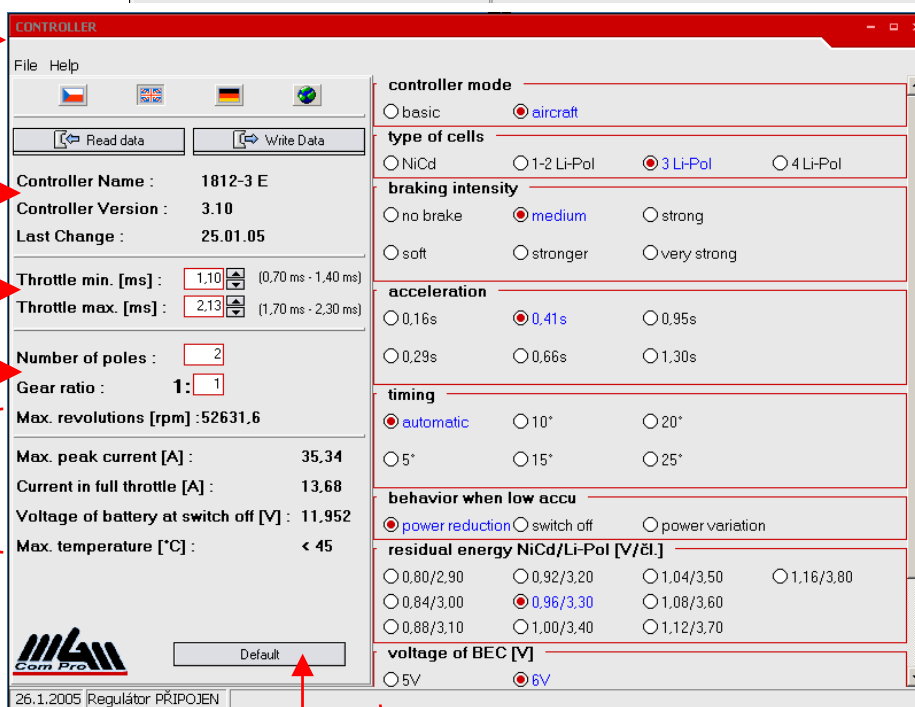 CONTROLLER
File Help
Read data
Write Data
Controller Name : 1812-3 E
Controller Version : 3.10
Last Change : 25.01.05
Throttle min. [ms] : 1,10 (0,70 ms - 1,40 ms)
Throttle max. [ms] : 2,13 (1,70 ms - 2,30 ms)
Number of poles : 2
Gear ratio : 1: 1
Max. revolutions [rpm] :52631,6
Max. peak current [A] : 35,34
Current in full throttle [A] : 13,68
Voltage of battery at switch off [V] : 11,952
Max. temperature [°C] : < 45
MGM
Com Pro
Default
26.1.2005 Regulátor PŘIPOJEN
controller mode
basic aircraft
type of cells
NiCd 1-2 Li-Pol 3 Li-Pol 4 Li-Pol
braking intensity
no brake medium strong
soft stronger very strong
acceleration
0,16s 0,41s 0,95s
0,29s 0,66s 1,30s
timing
automatic 10° 20°
5° 15° 25°
behavior when low accu
power reduction switch off power variation
residual energy NiCd/Li-Pol [V/čl.]
0,80/2,90 0,92/3,20 1,04/3,50 1,16/3,80
0,84/3,00 0,96/3,30 1,08/3,60
0,88/3,10 1,00/3,40 1,12/3,70
voltage of BEC [V]
5V 6V